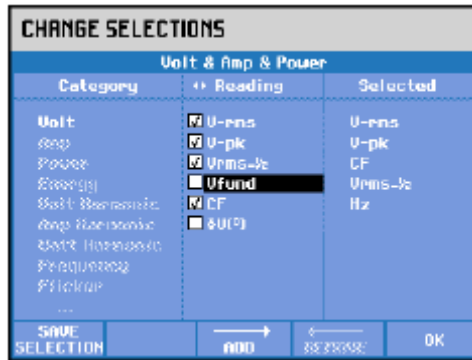 CHANGE SELECTIONS
Volt & Amp & Power
Category
Reading
Selected
Volt
Amp
Power
Energy
Volt Harmonic
Amp Harmonic
Watt Harmonic
Frequency
Flicker
...
V-rms
V-pk
Vrms-½
Vfund
CF
δV(º)
V-rms
V-pk
CF
Vrms-½
Hz
SAVE SELECTION
ADD
REMOVE
OK